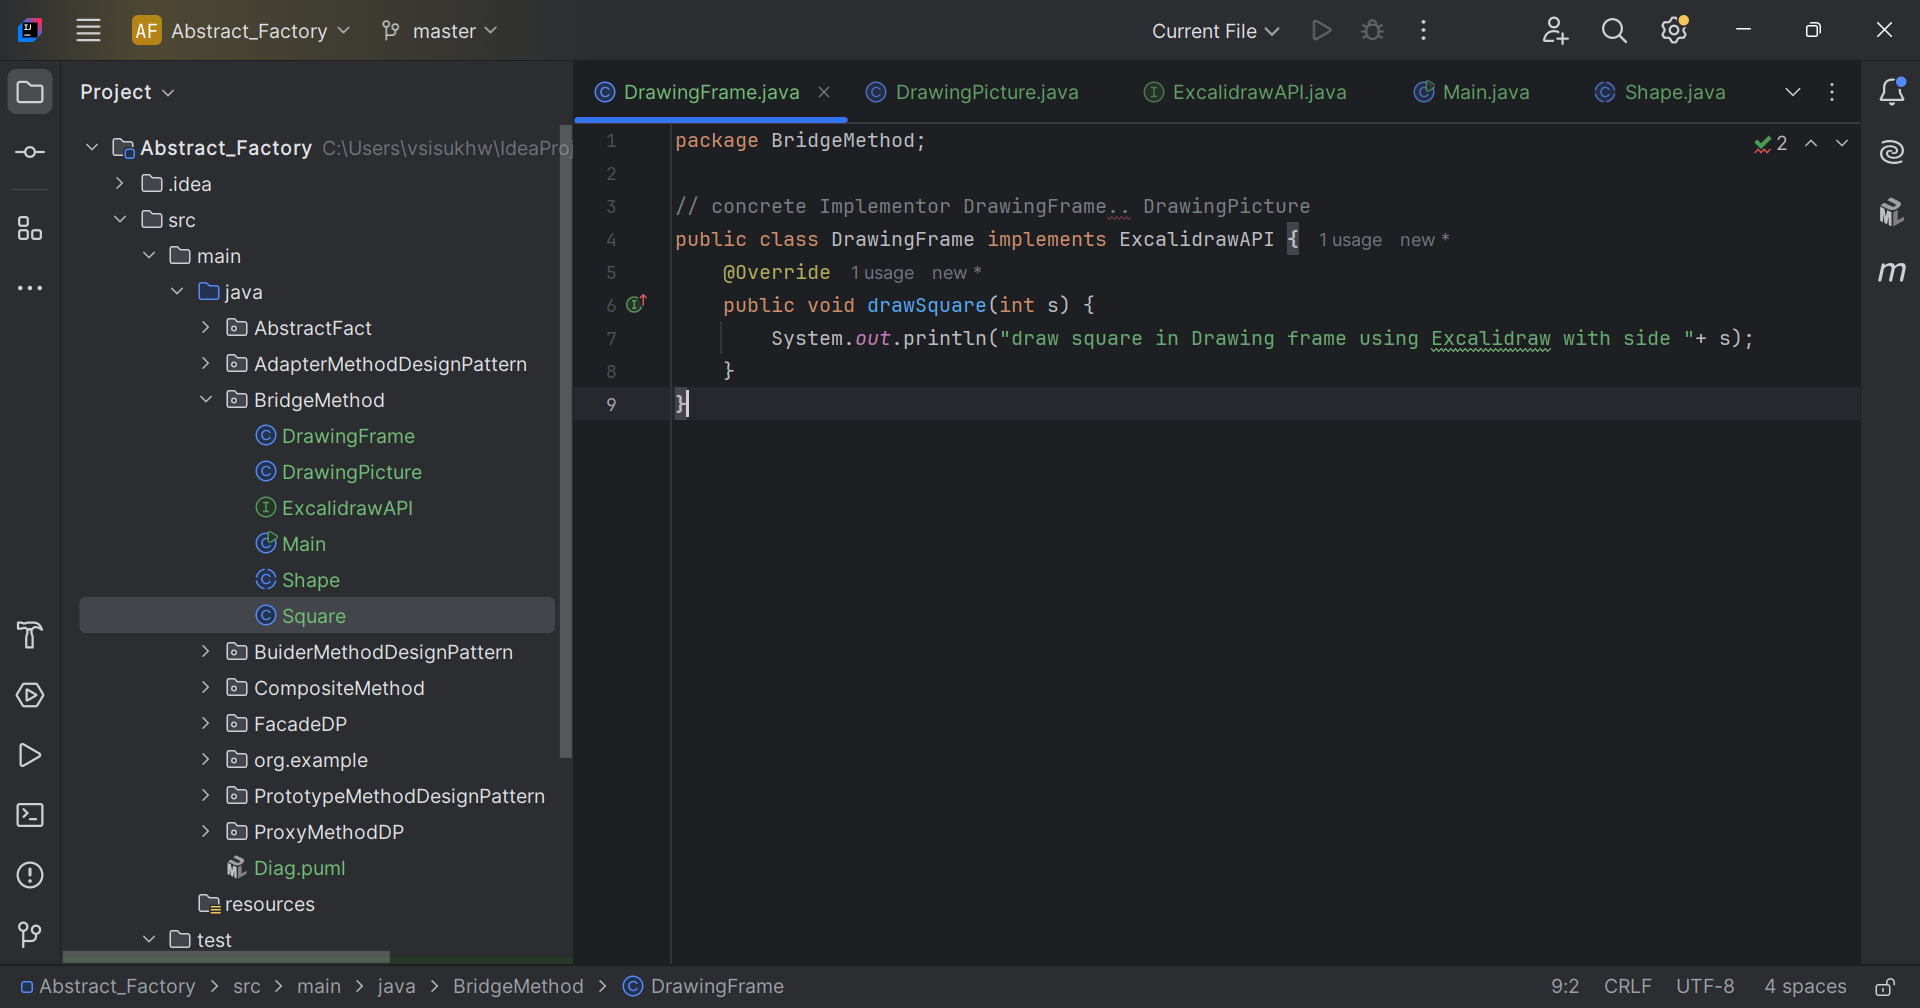 AF Abstract_Factory master Current File
Project
DrawingFrame.java DrawingPicture.java ExcalidrawAPI.java Main.java Shape.java
Abstract_Factory C:\Users\vsisukhw\IdeaProj
.idea
src
main
java
AbstractFact
AdapterMethodDesignPattern
BridgeMethod
DrawingFrame
DrawingPicture
ExcalidrawAPI
Main
Shape
Square
BuiderMethodDesignPattern
CompositeMethod
FacadeDP
org.example
PrototypeMethodDesignPattern
ProxyMethodDP
Diag.puml
resources
test
1 package BridgeMethod;
2
3 // concrete Implementor DrawingFrame.. DrawingPicture
4 public class DrawingFrame implements ExcalidrawAPI { 1 usage new *
5 @Override 1 usage new *
6 public void drawSquare(int s) {
7 System.out.println("draw square in Drawing frame using Excalidraw with side "+ s);
8 }
9 }
2
m
Abstract_Factory > src > main > java > BridgeMethod > DrawingFrame
9:2 CRLF UTF-8 4 spaces